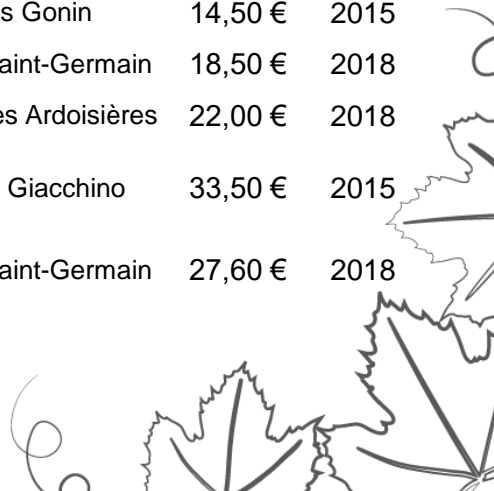 s Gonin 14,50 € 2015
aint-Germain 18,50 € 2018
es Ardoisières 22,00 € 2018
Giacchino 33,50 € 2015
aint-Germain 27,60 € 2018